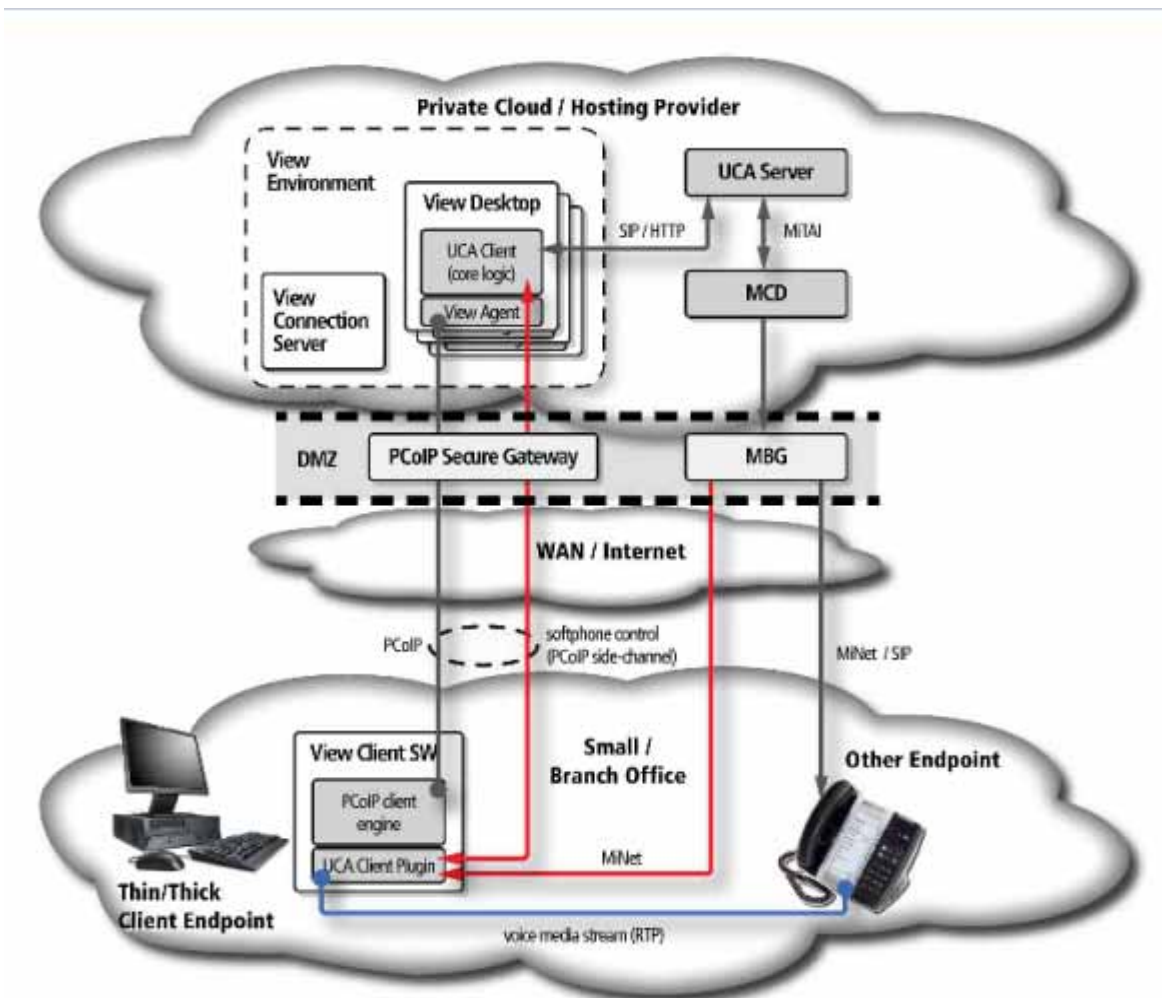 Private Cloud / Hosting Provider
View
Environment
View Desktop
UCA Client
(core logic)
View Agent
View
Connection
Server
UCA Server
SIP / HTTP
MiTAI
MCD
DMZ
PCoIP Secure Gateway
MBG
WAN / Internet
PCoIP
softphone control
(PCoIP side-channel)
MiNet / SIP
View Client SW
PCoIP client
engine
UCA Client Plugin
Small /
Branch Office
Other Endpoint
MiNet
Thin/Thick
Client Endpoint
voice media stream (RTP)